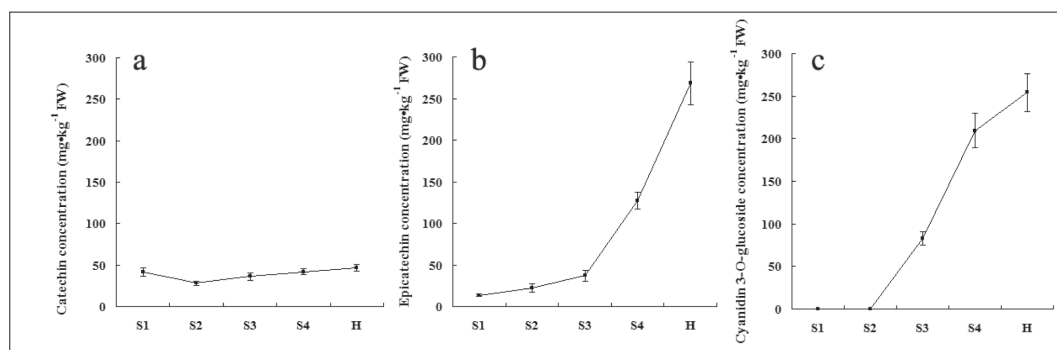 a
Catechin concentration (mg•kg⁻¹ FW)
300
250
200
150
100
50
0
S1 S2 S3 S4 H
b
Epicatechin concentration (mg•kg⁻¹ FW)
300
250
200
150
100
50
0
S1 S2 S3 S4 H
c
Cyanidin 3-O-glucoside concentration (mg•kg⁻¹ FW)
300
250
200
150
100
50
0
S1 S2 S3 S4 H